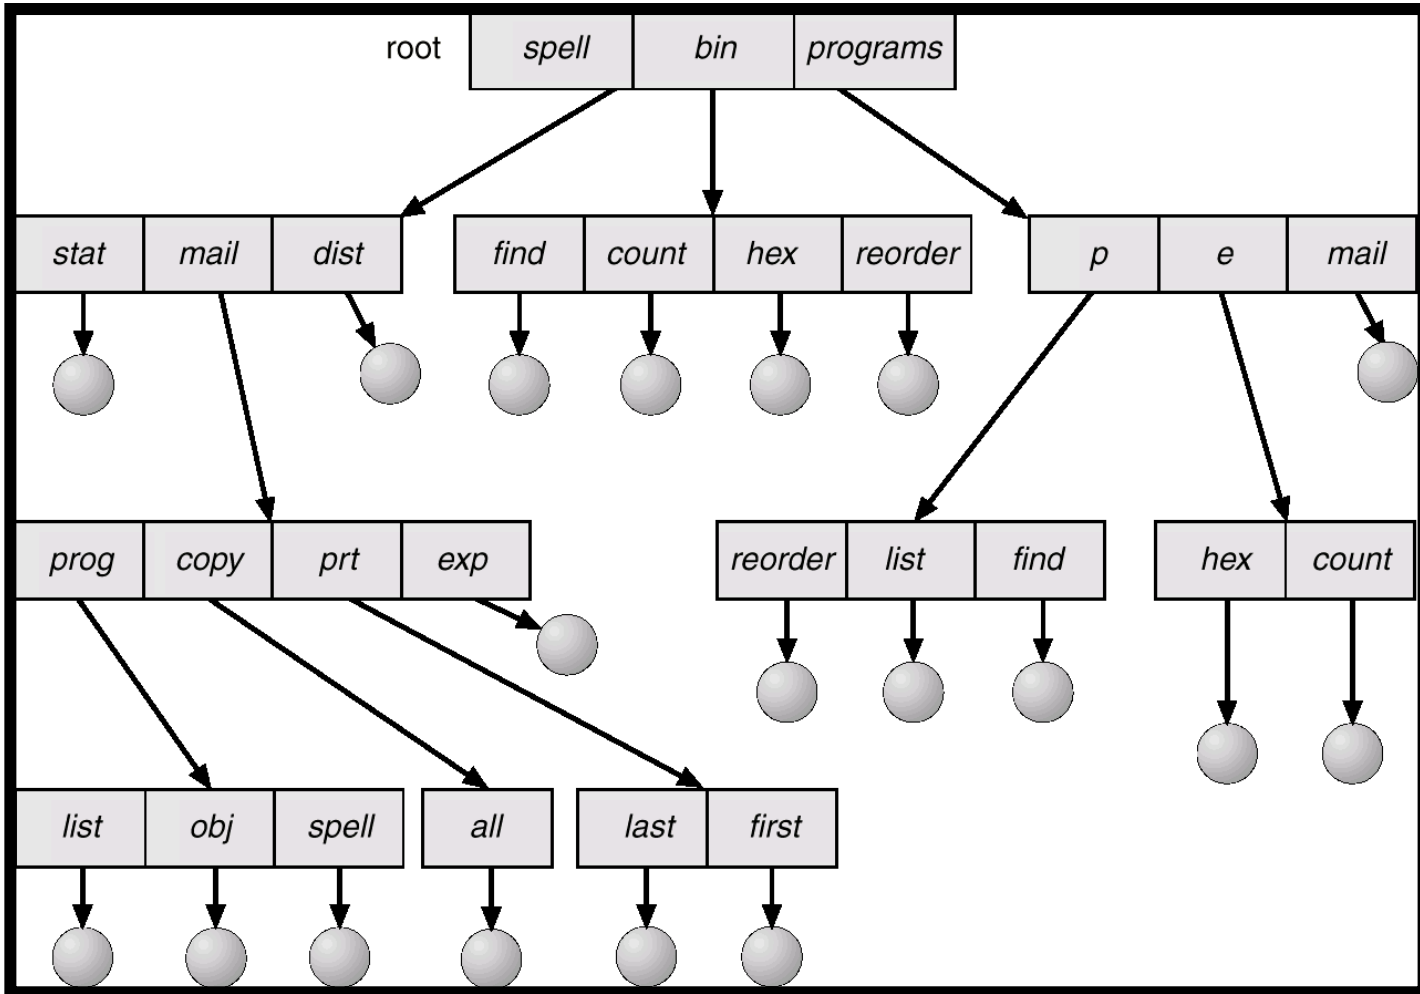 root spell bin programs
stat mail dist find count hex reorder p e mail
prog copy prt exp reorder list find hex count
list obj spell all last first